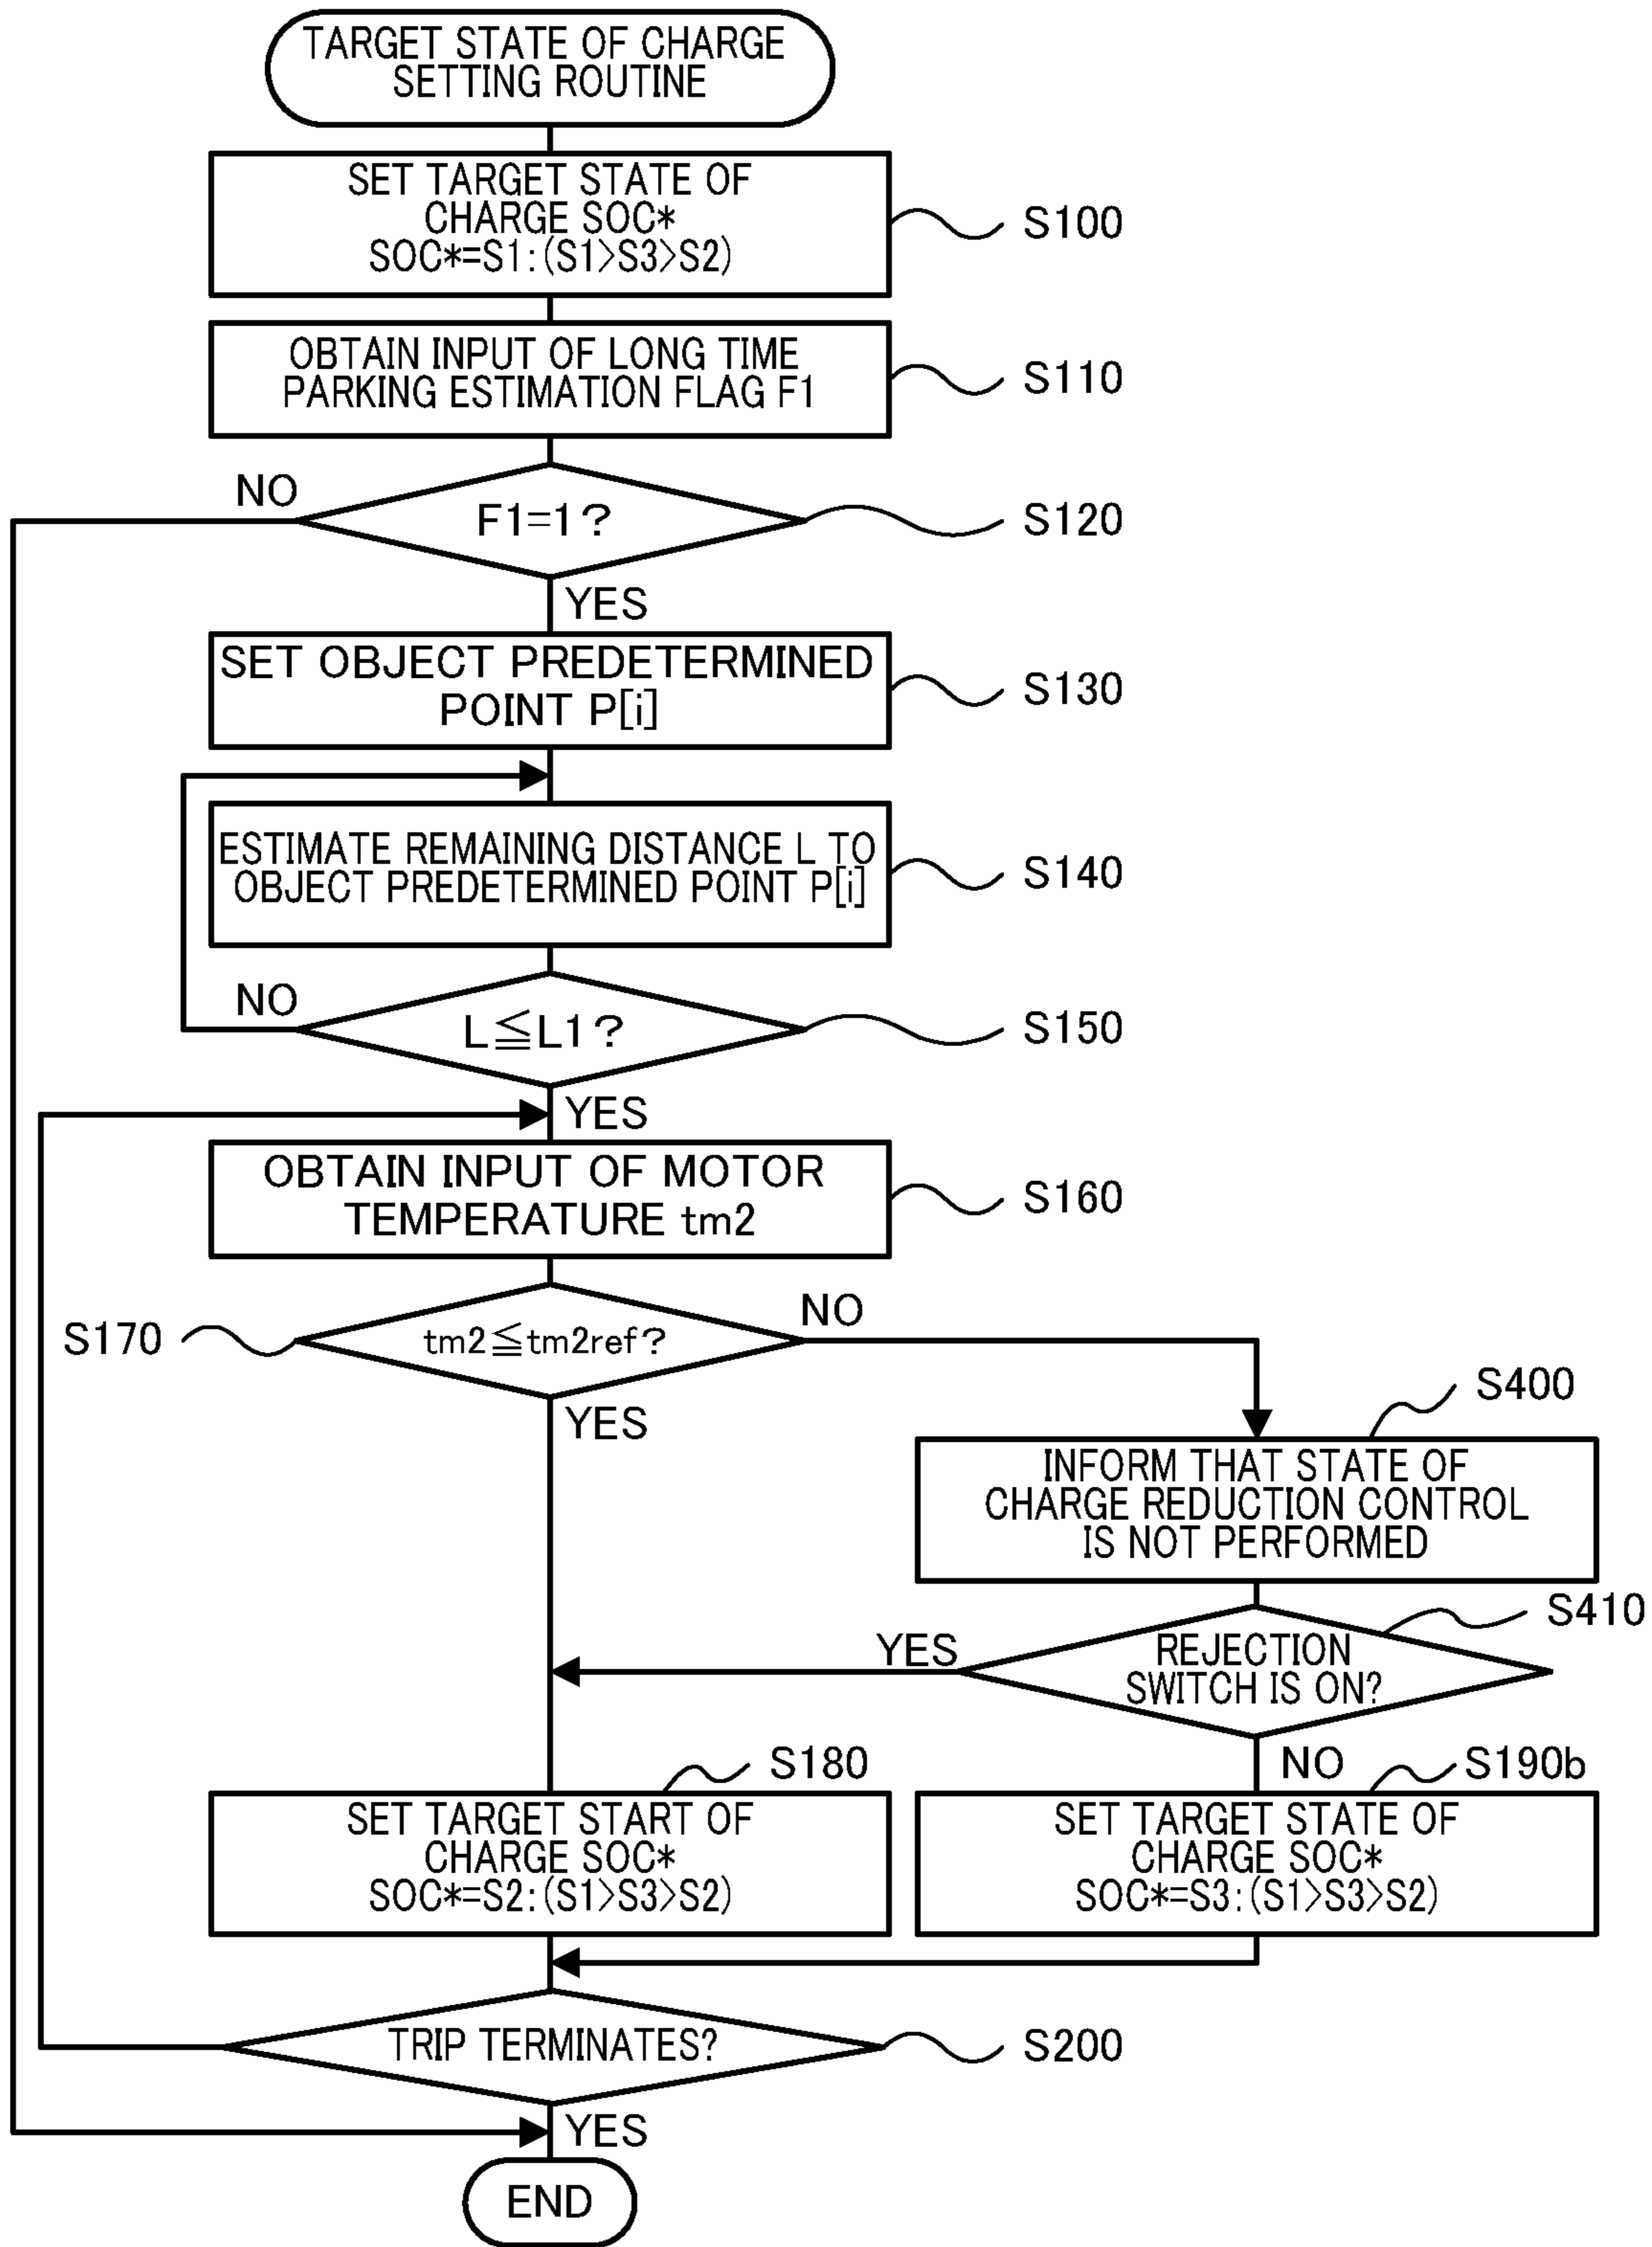 TARGET STATE OF CHARGE
SETTING ROUTINE
SET TARGET STATE OF
CHARGE SOC*
SOC*=S1:(S1>S3>S2)
S100
OBTAIN INPUT OF LONG TIME
PARKING ESTIMATION FLAG F1
S110
NO
F1=1?
S120
YES
SET OBJECT PREDETERMINED
POINT P[i]
S130
ESTIMATE REMAINING DISTANCE L TO
OBJECT PREDETERMINED POINT P[i]
S140
NO
L≦L1?
S150
YES
OBTAIN INPUT OF MOTOR
TEMPERATURE tm2
S160
S170
tm2≦tm2ref?
NO
YES
S400
INFORM THAT STATE OF
CHARGE REDUCTION CONTROL
IS NOT PERFORMED
S410
YES
REJECTION
SWITCH IS ON?
NO
S180
SET TARGET START OF
CHARGE SOC*
SOC*=S2:(S1>S3>S2)
S190b
SET TARGET STATE OF
CHARGE SOC*
SOC*=S3:(S1>S3>S2)
TRIP TERMINATES?
S200
YES
END